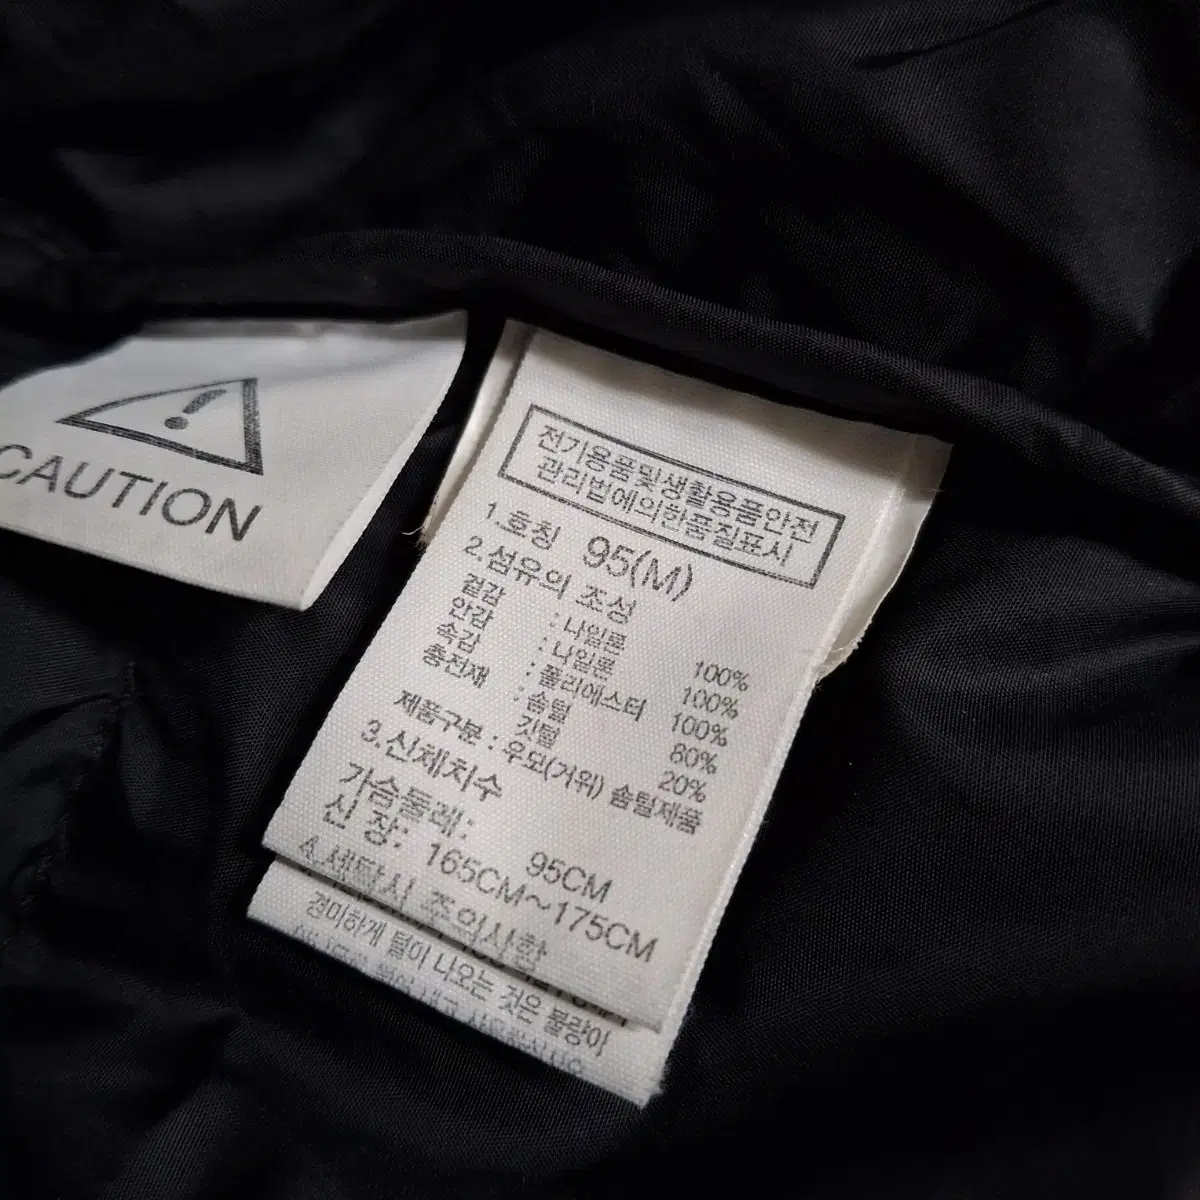 CAUTION
전기용품및생활용품안전
관리법에의한품질표시
1.호칭 95(M)
2.섬유의 조성
겉감 : 나일론 100%
안감 : 나일론 100%
속감 : 폴리에스터 100%
충전재 : 솜털 80%
깃털 20%
제품구분 : 우모(거위) 솜털제품
3.신체치수
가슴둘레: 95CM
신 장: 165CM~175CM
4.세탁시 주의사항
경미하게 털이 나오는 것은 불량이